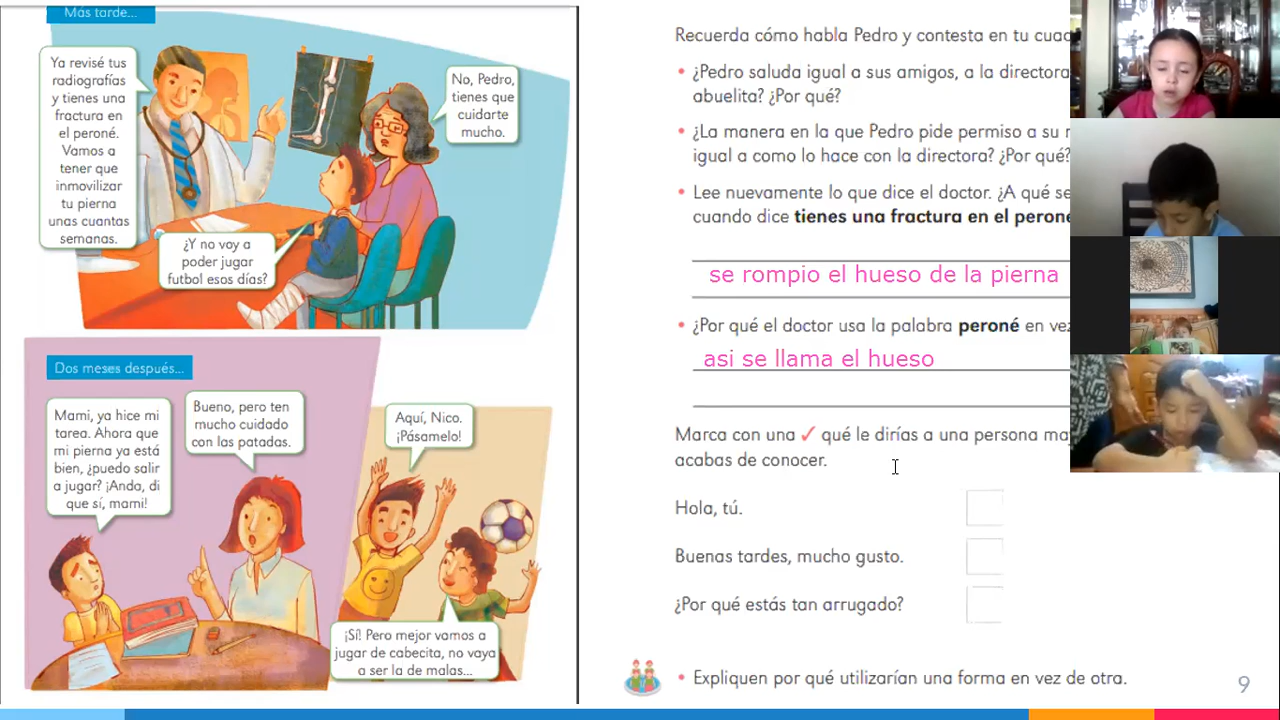 Más tarde...
Ya revisé tus
radiografías
y tienes una
fractura en
el peroné.
Vamos a
tener que
inmovilizar
tu pierna
unas cuantas
semanas.
No, Pedro,
tienes que
cuidarte
mucho.
¿Y no voy a
poder jugar
futbol esos días?
Dos meses después...
Mami, ya hice mi
tarea. Ahora que
mi pierna ya está
bien, ¿puedo salir
a jugar? ¡Anda, di
que sí, mami!
Bueno, pero ten
mucho cuidado
con las patadas.
Aquí, Nico.
¡Pásamelo!
¡Sí! Pero mejor vamos a
jugar de cabecita, no vaya
a ser la de malas...
Recuerda cómo habla Pedro y contesta en tu
• ¿Pedro saluda igual a sus amigos, a la directora
abuelita? ¿Por qué?
• ¿La manera en la que Pedro pide permiso a su
igual a como lo hace con la directora? ¿Por qué?
• Lee nuevamente lo que dice el doctor. ¿A qué se
cuando dice tienes una fractura en el peroné
se rompio el hueso de la pierna
• ¿Por qué el doctor usa la palabra peroné en
asi se llama el hueso
Marca con una ✓ qué le dirías a una persona
acabas de conocer.
Hola, tú.
Buenas tardes, mucho gusto.
¿Por qué estás tan arrugado?
• Expliquen por qué utilizarían una forma en vez de otra.
9